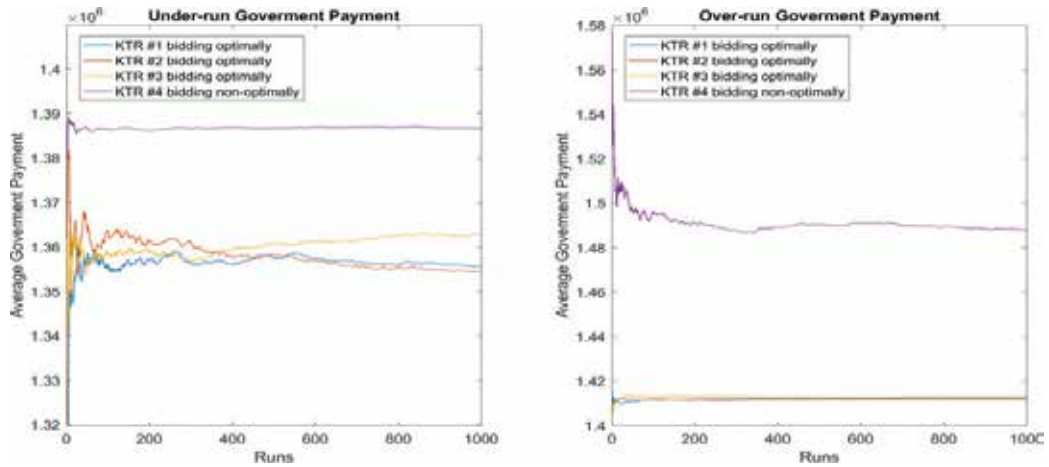 Under-run Goverment Payment
×10⁶
KTR #1 bidding optimally
KTR #2 bidding optimally
KTR #3 bidding optimally
KTR #4 bidding non-optimally
1.4
1.39
1.38
1.37
1.36
1.35
1.34
1.33
1.32
Average Goverment Payment
0
200
400
600
800
1000
Runs
Over-run Goverment Payment
×10⁶
KTR #1 bidding optimally
KTR #2 bidding optimally
KTR #3 bidding optimally
KTR #4 bidding non-optimally
1.58
1.56
1.54
1.52
1.5
1.48
1.46
1.44
1.42
1.4
Average Goverment Payment
0
200
400
600
800
1000
Runs